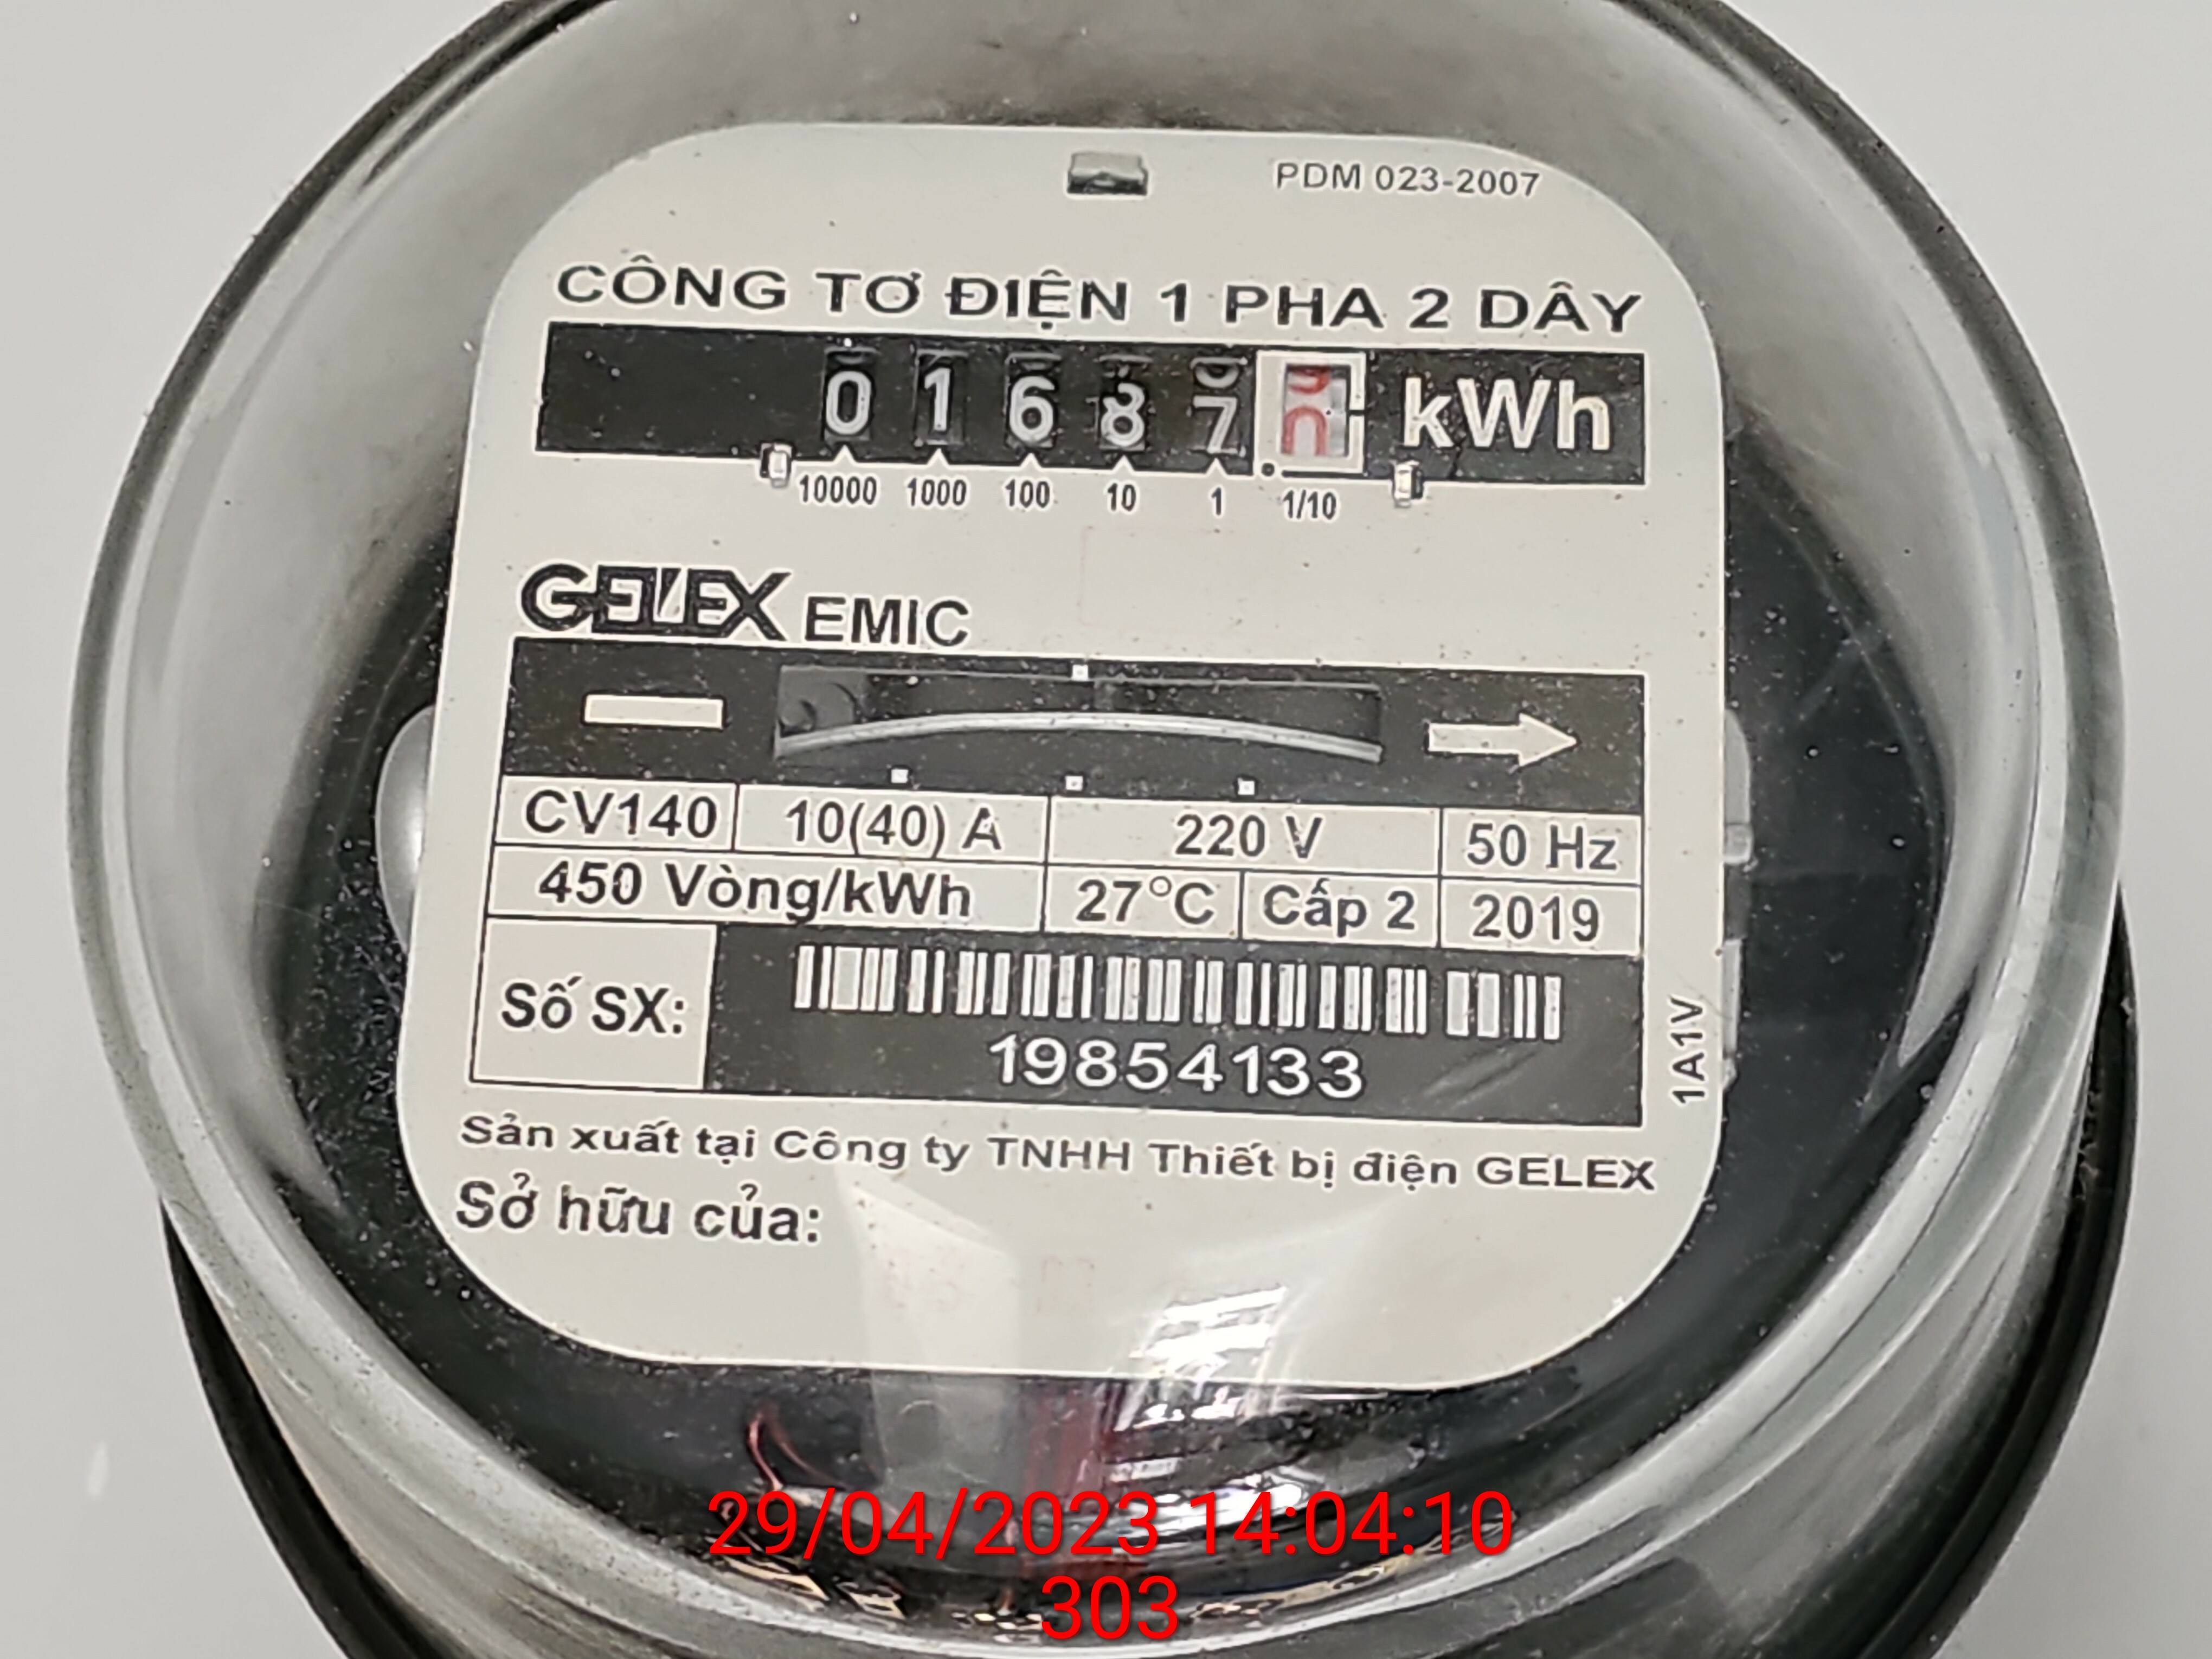 PDM 023-2007
CÔNG TƠ ĐIỆN 1 PHA 2 DÂY
0 1 6 8 7 kWh
10000 1000 100 10 1 1/10
GELEX EMIC
CV140 10(40) A 220 V 50 Hz
450 Vòng/kWh 27°C Cấp 2 2019
Số SX:
19854133
1A1V
Sản xuất tại Công ty TNHH Thiết bị điện GELEX
Sở hữu của:
29/04/2023 14:04:10
303